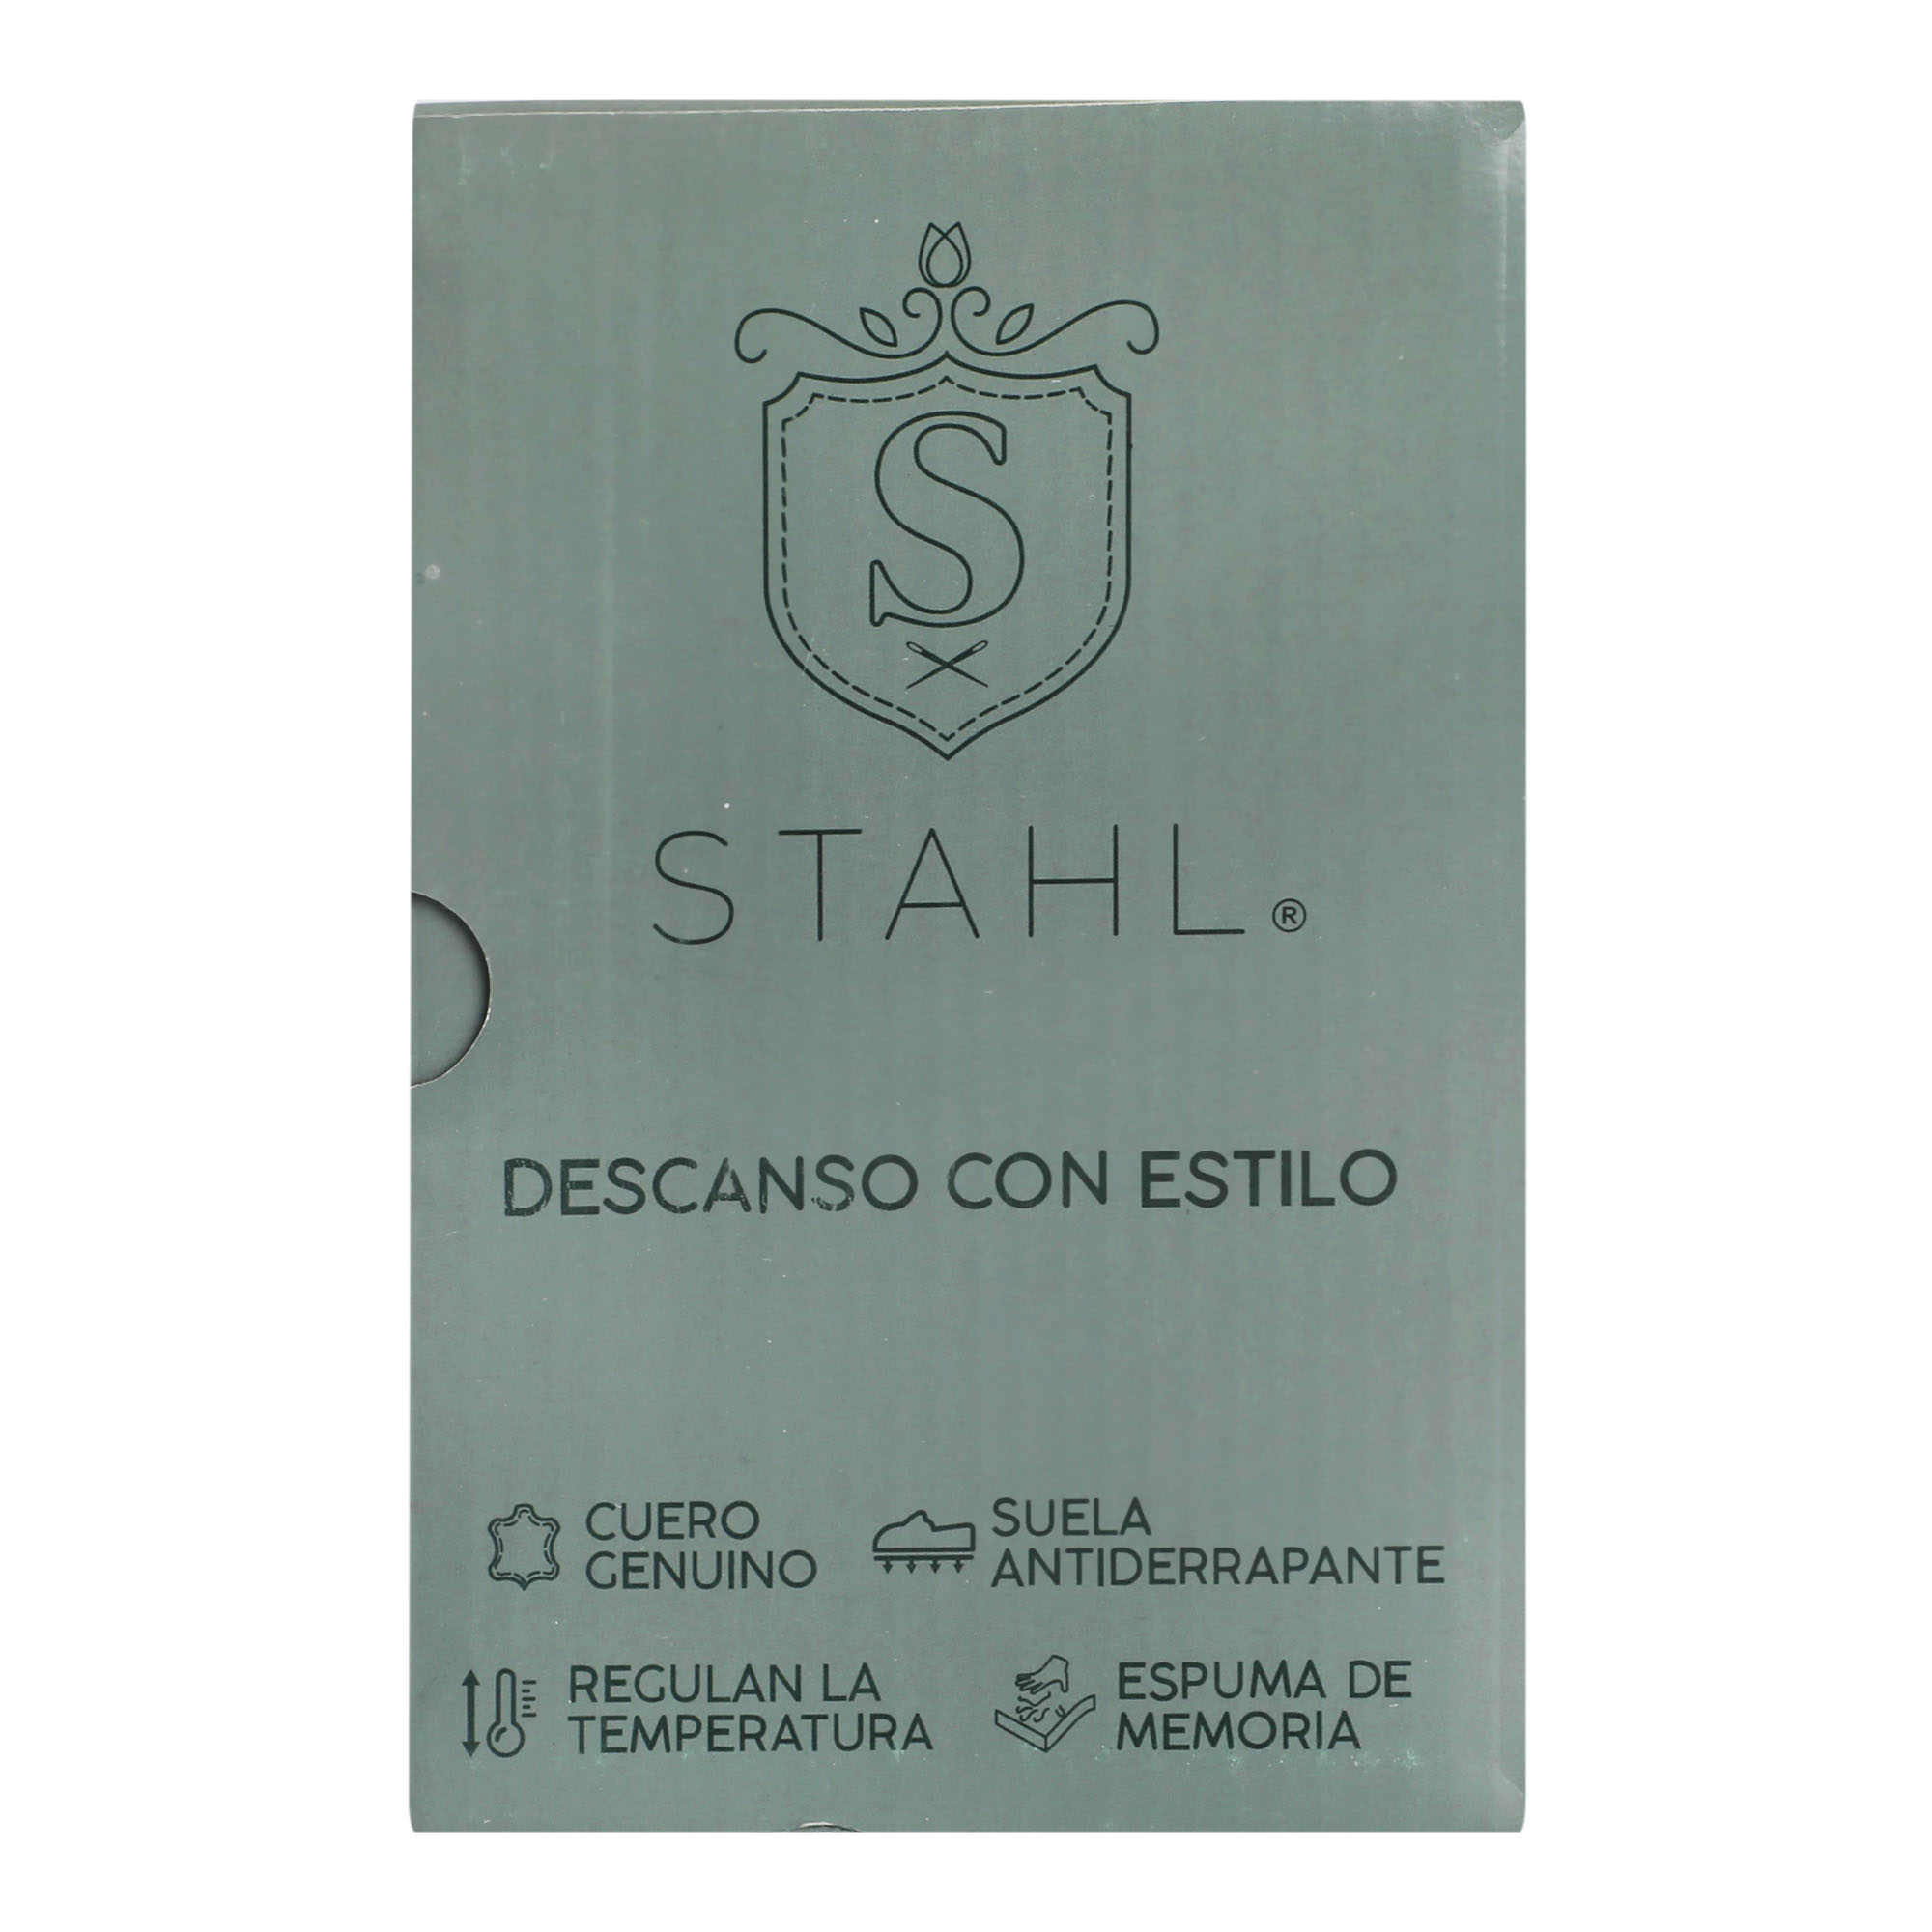 S
STAHL®
DESCANSO CON ESTILO
CUERO
GENUINO
SUELA
ANTIDERRAPANTE
REGULAN LA
TEMPERATURA
ESPUMA DE
MEMORIA